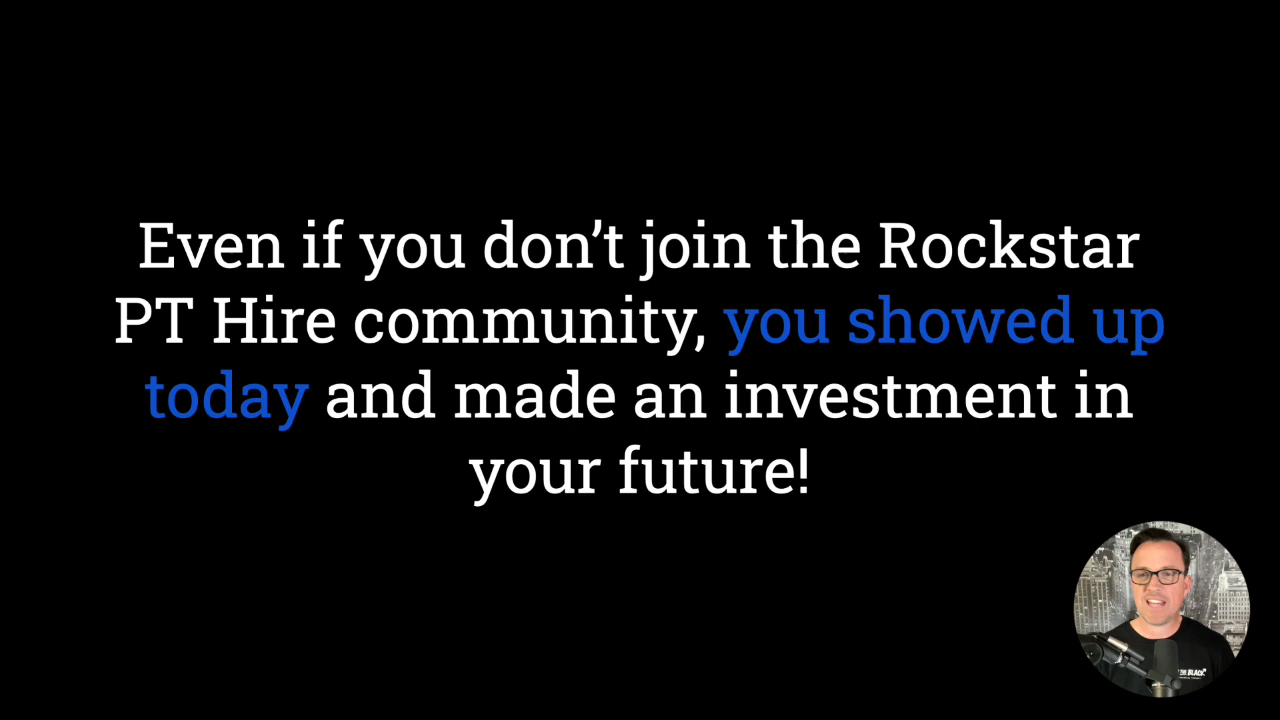 Even if you don’t join the Rockstar
PT Hire community, you showed up
today and made an investment in
your future!
BLACK